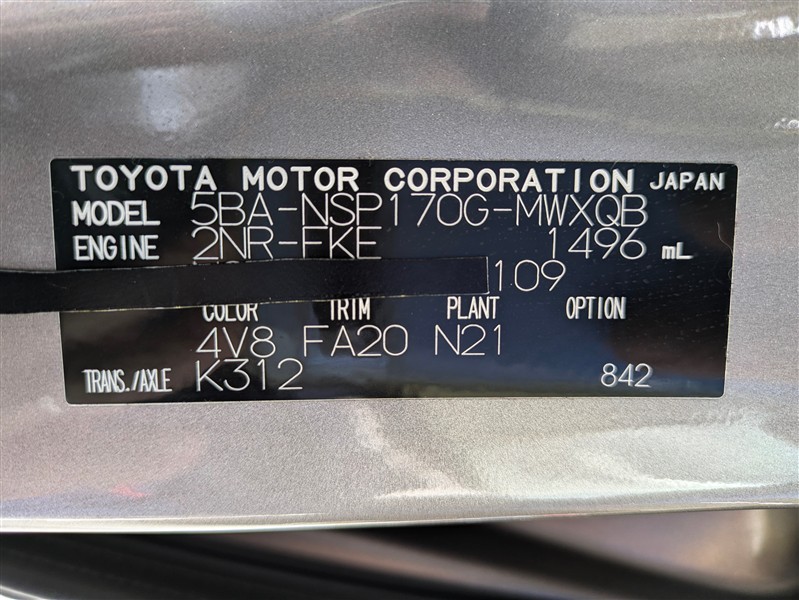 TOYOTA MOTOR CORPORATION JAPAN
MODEL 5BA-NSP170G-MWXQB
ENGINE 2NR-FKE 1496 mL
109
COLOR TRIM PLANT OPTION
4V8 FA20 N21
TRANS./AXLE K312 842